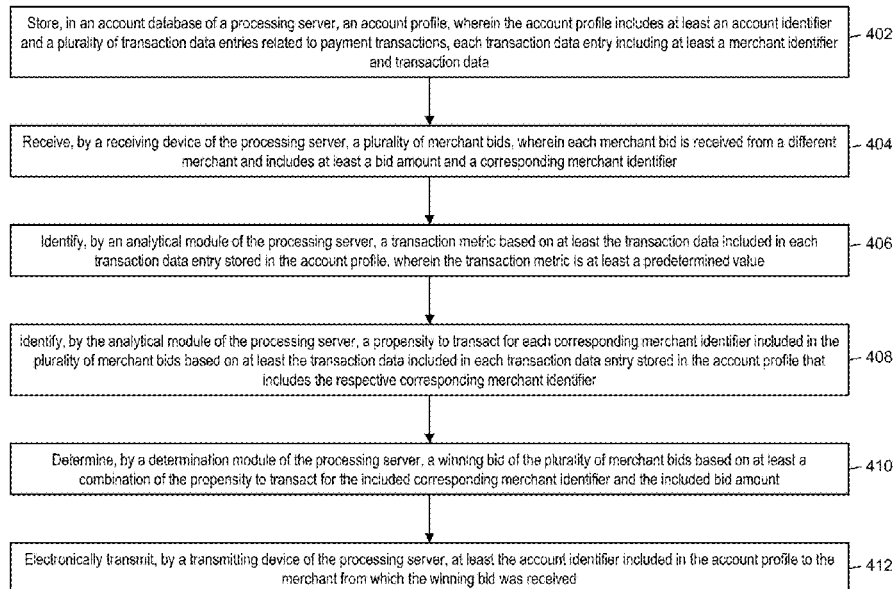 Store, in an account database of a processing server, an account profile, wherein the account profile includes at least an account identifier
and a plurality of transaction data entries related to payment transactions, each transaction data entry including at least a merchant identifier
and transaction data
402
Receive, by a receiving device of the processing server, a plurality of merchant bids, wherein each merchant bid is received from a different
merchant and includes at least a bid amount and a corresponding merchant identifier
404
Identify, by an analytical module of the processing server, a transaction metric based on at least the transaction data included in each
transaction data entry stored in the account profile, wherein the transaction metric is at least a predetermined value
406
Identify, by the analytical module of the processing server, a propensity to transact for each corresponding merchant identifier included in the
plurality of merchant bids based on at least the transaction data included in each transaction data entry stored in the account profile that
includes the respective corresponding merchant identifier
408
Determine, by a determination module of the processing server, a winning bid of the plurality of merchant bids based on at least a
combination of the propensity to transact for the included corresponding merchant identifier and the included bid amount
410
Electronically transmit, by a transmitting device of the processing server, at least the account identifier included in the account profile to the
merchant from which the winning bid was received
412